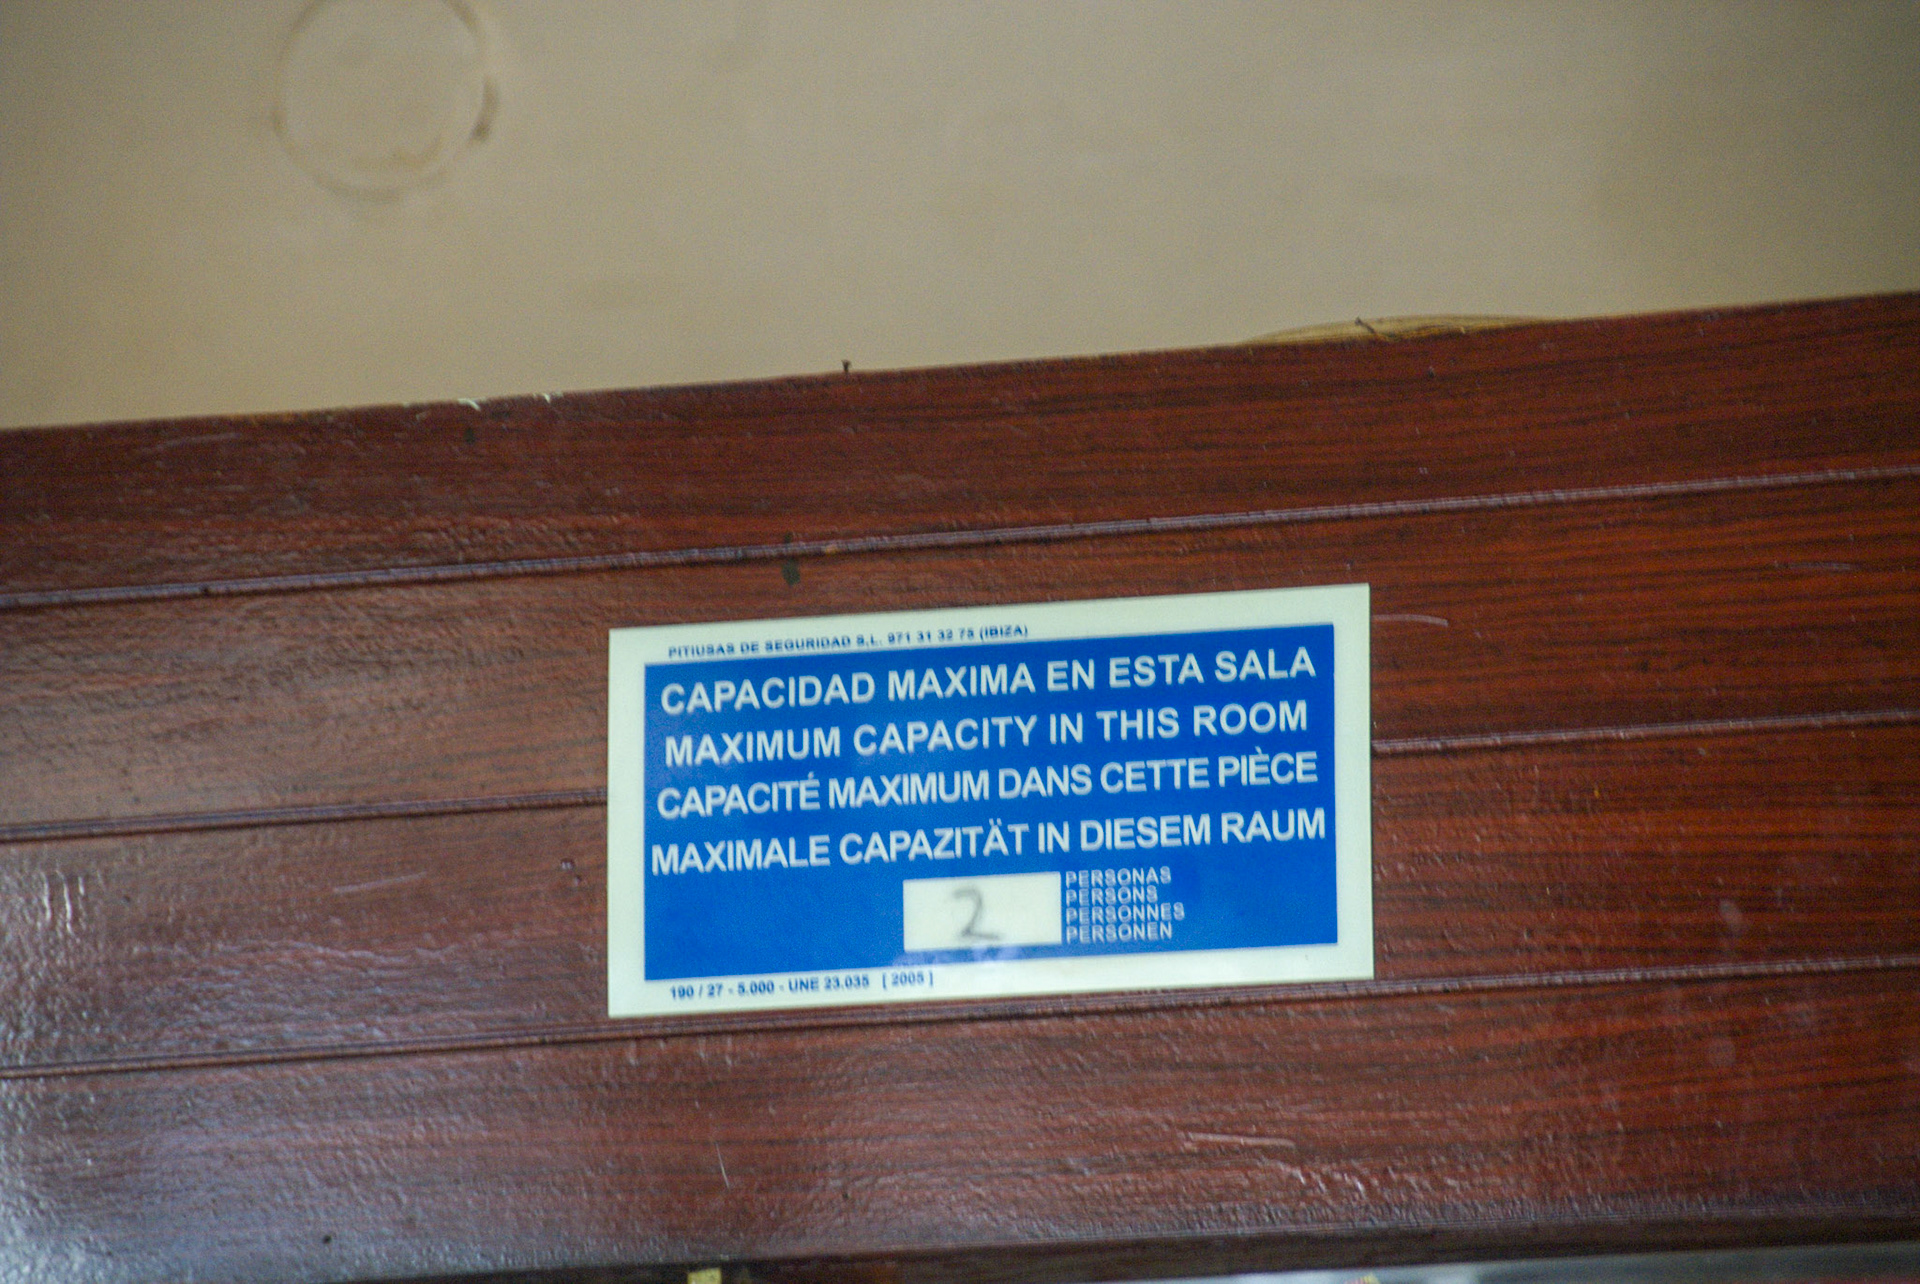 PITIUSAS DE SEGURIDAD S.L. 971 31 32 75 (IBIZA)
CAPACIDAD MAXIMA EN ESTA SALA
MAXIMUM CAPACITY IN THIS ROOM
CAPACITÉ MAXIMUM DANS CETTE PIÈCE
MAXIMALE CAPAZITÄT IN DIESEM RAUM
2
PERSONAS
PERSONS
PERSONNES
PERSONEN
190 / 27 - 5.000 - UNE 23.035 [ 2005 ]